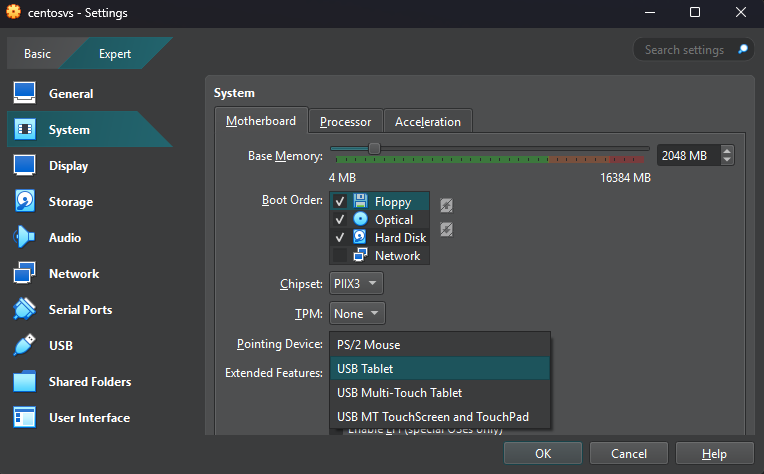 centosvs - Settings
Basic
Expert
Search settings
General
System
Display
Storage
Audio
Network
Serial Ports
USB
Shared Folders
User Interface
System
Motherboard
Processor
Acceleration
Base Memory:
2048 MB
4 MB
16384 MB
Boot Order:
Floppy
Optical
Hard Disk
Network
Chipset:
PIIX3
TPM:
None
Pointing Device:
PS/2 Mouse
USB Tablet
USB Multi-Touch Tablet
USB MT TouchScreen and TouchPad
Extended Features:
Enable EFI (special OSes only)
OK
Cancel
Help